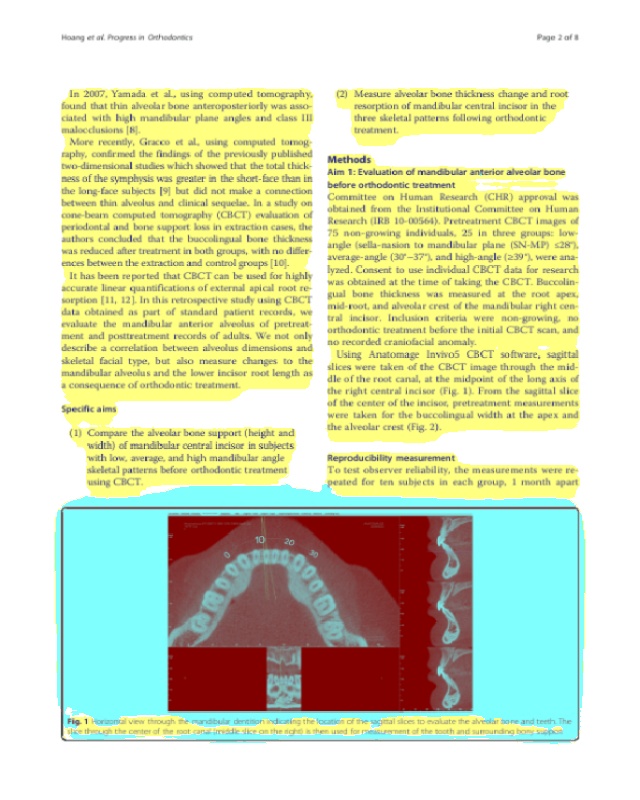 Hoang et al. Progress in Orthodontics
Page 2 of 8
In 2007, Yamada et al., using computed tomography,
found that thin alveolar bone anteroposteriorly was asso-
ciated with high mandibular plane angles and class III
malocclusions [8].
More recently, Gracco et al., using computed tomog-
raphy, confirmed the findings of the previously published
two-dimensional studies which showed that the total thick-
ness of the symphysis was greater in the short-face than in
the long-face subjects [9] but did not make a connection
between thin alveolus and clinical sequelae. In a study on
cone-beam computed tomography (CBCT) evaluation of
periodontal and bone support loss in extraction cases, the
authors concluded that the buccolingual bone thickness
was reduced after treatment in both groups, with no differ-
ences between the extraction and control groups [10].
It has been reported that CBCT can be used for highly
accurate linear quantifications of external apical root re-
sorption [11, 12]. In this retrospective study using CBCT
data obtained as part of standard patient records, we
evaluate the mandibular anterior alveolus of pretreat-
ment and posttreatment records of adults. We not only
describe a correlation between alveolus dimensions and
skeletal facial type, but also measure changes to the
mandibular alveolus and the lower incisor root length as
a consequence of orthodontic treatment.
Specific aims
(1) Compare the alveolar bone support (height and
width) of mandibular central incisor in subjects
with low, average, and high mandibular angle
skeletal patterns before orthodontic treatment
using CBCT.
(2) Measure alveolar bone thickness change and root
resorption of mandibular central incisor in the
three skeletal patterns following orthodontic
treatment.
Methods
Aim 1: Evaluation of mandibular anterior alveolar bone
before orthodontic treatment
Committee on Human Research (CHR) approval was
obtained from the Institutional Committee on Human
Research (IRB 10-00564). Pretreatment CBCT images of
75 non-growing individuals, 25 in three groups: low-
angle (sella-nasion to mandibular plane (SN-MP) ≤28°),
average-angle (30°–37°), and high-angle (≥39°), were ana-
lyzed. Consent to use individual CBCT data for research
was obtained at the time of taking the CBCT. Buccolin-
gual bone thickness was measured at the root apex,
mid-root, and alveolar crest of the mandibular right cen-
tral incisor. Inclusion criteria were non-growing, no
orthodontic treatment before the initial CBCT scan, and
no recorded craniofacial anomaly.
Using Anatomage Invivo5 CBCT software, sagittal
slices were taken of the CBCT image through the mid-
dle of the root canal, at the midpoint of the long axis of
the right central incisor (Fig. 1). From the sagittal slice
of the center of the incisor, pretreatment measurements
were taken for the buccolingual width at the apex and
the alveolar crest (Fig. 2).
Reproducibility measurement
To test observer reliability, the measurements were re-
peated for ten subjects in each group, 1 month apart
0 10 20 30
Fig. 1 Horizontal view through the mandibular dentition indicating the location of the sagittal slices to evaluate the alveolar bone and teeth. The
slice through the center of the root canal (middle slice on the right) is then used for measurement of the tooth and surrounding bony support